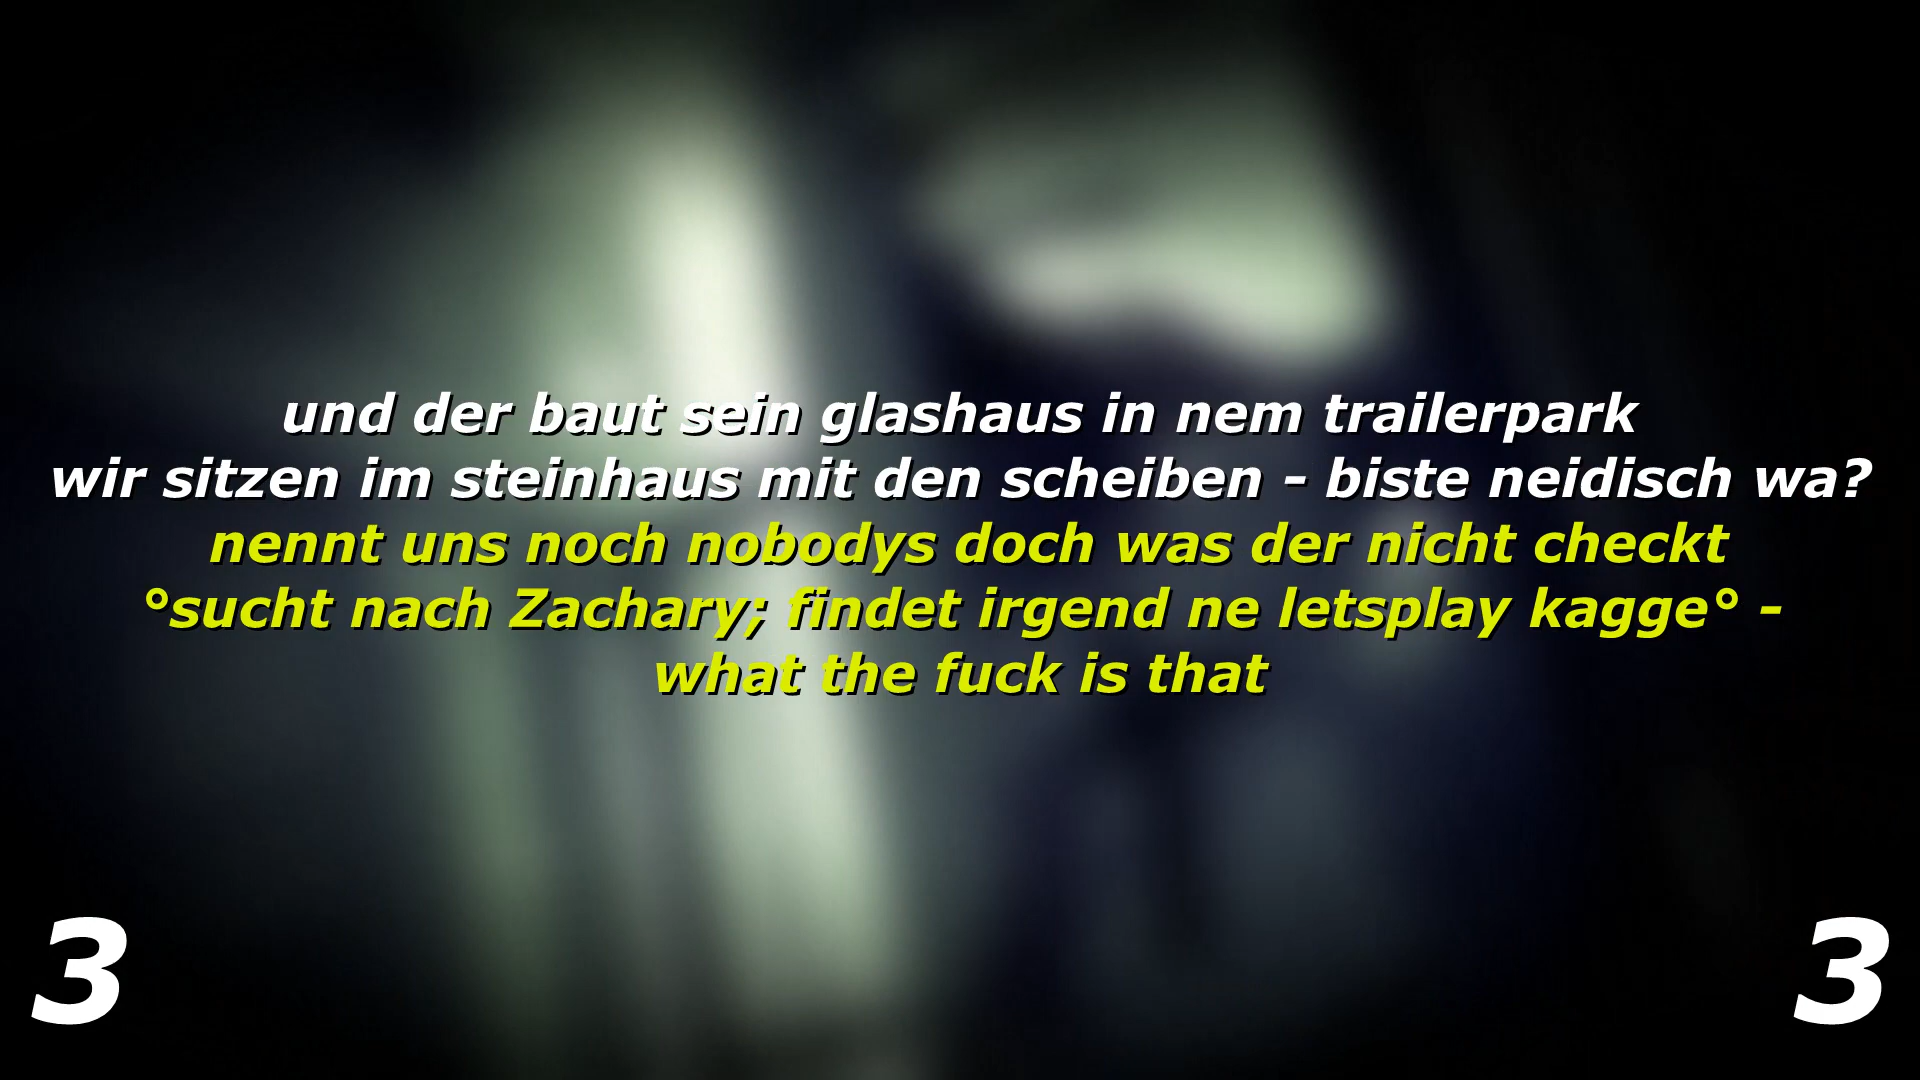 und der baut sein glashaus in nem trailerpark
wir sitzen im steinhaus mit den scheiben - biste neidisch wa?
nennt uns noch nobodys doch was der nicht checkt
°sucht nach Zachary; findet irgend ne letsplay kagge° -
what the fuck is that
3
3